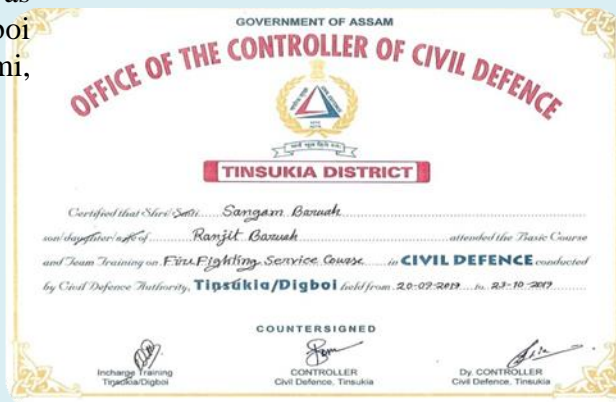 as
boi
mi,
GOVERNMENT OF ASSAM
OFFICE OF THE CONTROLLER OF CIVIL DEFENCE
TINSUKIA DISTRICT
Certified that Shri/Smti Sangam Baruah
son/daughter/wife of Ranjit Baruah attended the Basic Course
and Team Training on Fire Fighting Service Course in CIVIL DEFENCE conducted
by Civil Defence Authority, Tinsukia/Digboi held from 20-09-2019 to 23-10-2019
COUNTERSIGNED
Incharge Training
Tinsukia/Digboi
CONTROLLER
Civil Defence, Tinsukia
Dy. CONTROLLER
Civil Defence, Tinsukia